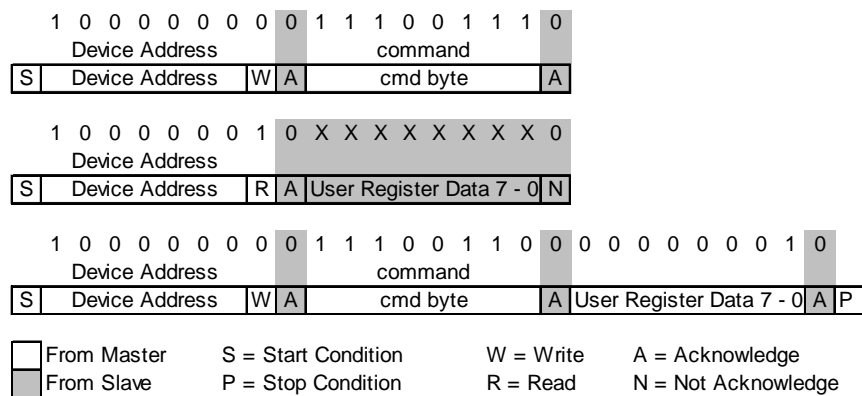 1 0 0 0 0 0 0 0 0 1 1 1 0 0 1 1 1 0
Device Address command
S Device Address W A cmd byte A
1 0 0 0 0 0 0 1 0 X X X X X X X X 0
Device Address
S Device Address R A User Register Data 7 - 0 N
1 0 0 0 0 0 0 0 0 1 1 1 0 0 1 1 0 0 0 0 0 0 0 0 0 1 0
Device Address command
S Device Address W A cmd byte A User Register Data 7 - 0 A P
From Master S = Start Condition W = Write A = Acknowledge
From Slave P = Stop Condition R = Read N = Not Acknowledge